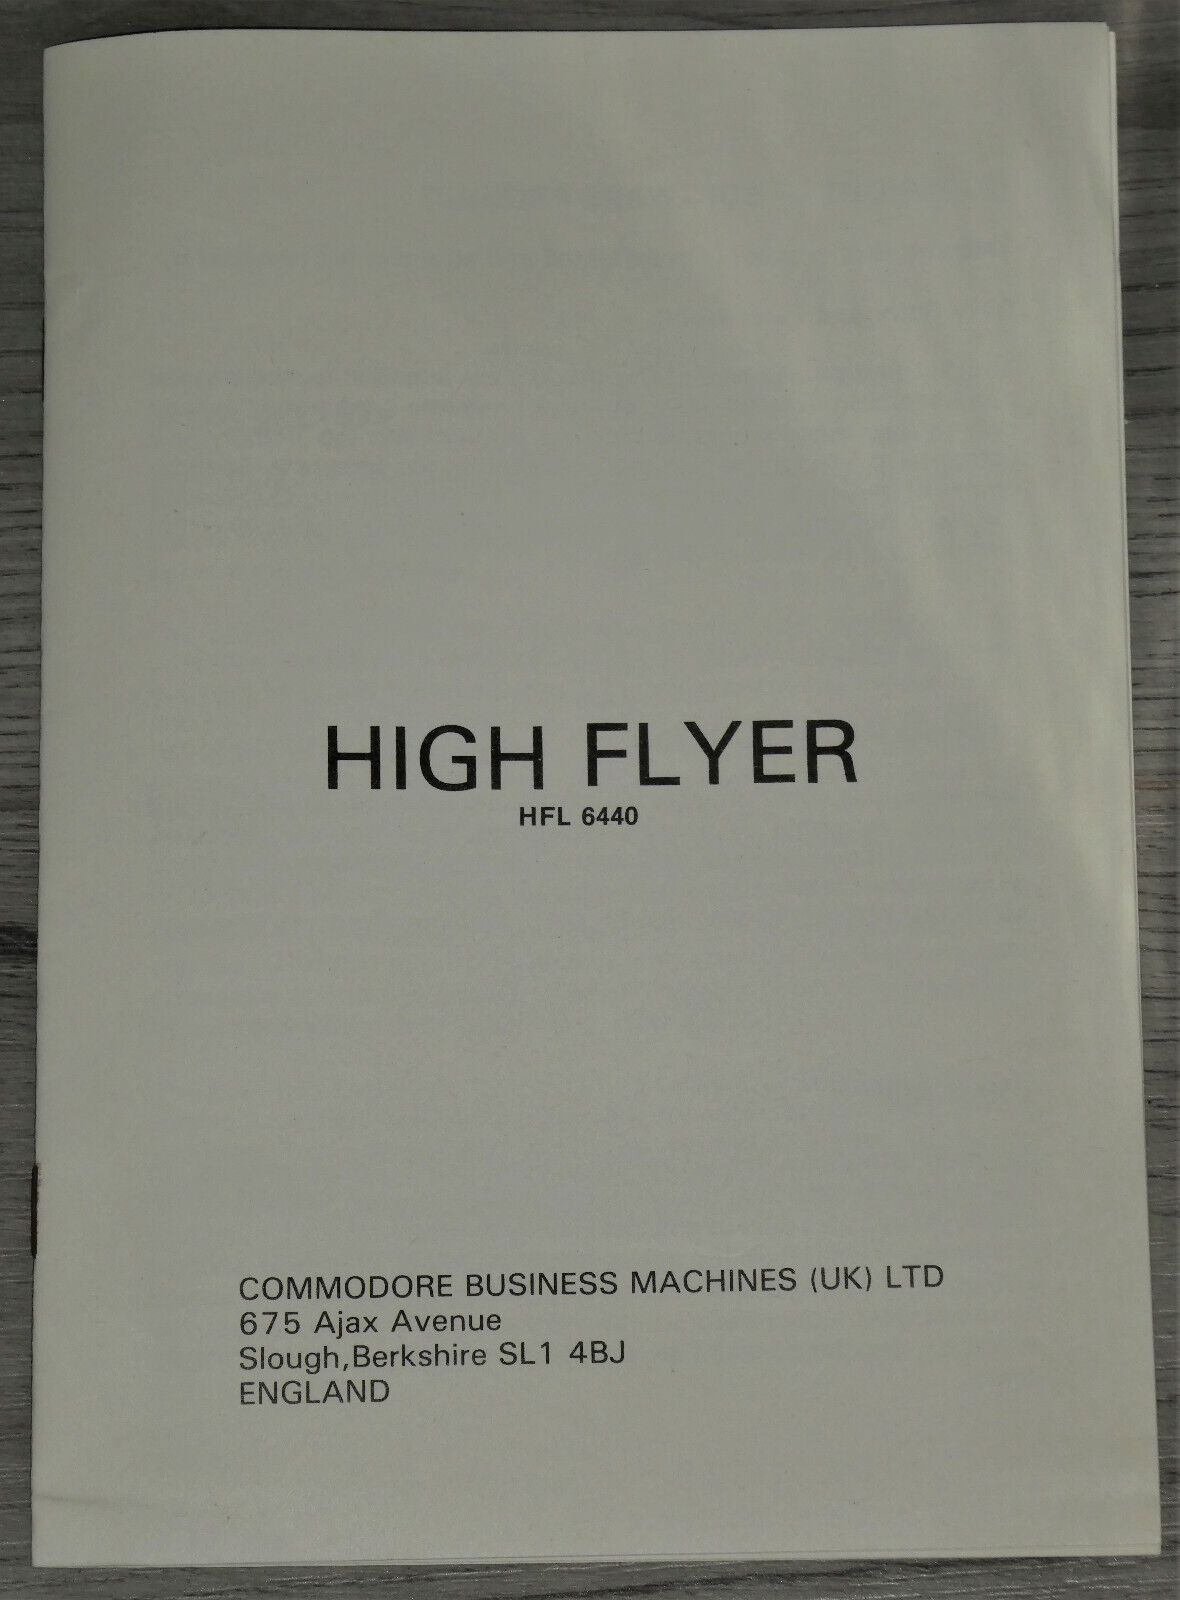 HIGH FLYER
HFL 6440
COMMODORE BUSINESS MACHINES (UK) LTD
675 Ajax Avenue
Slough,Berkshire SL1 4BJ
ENGLAND